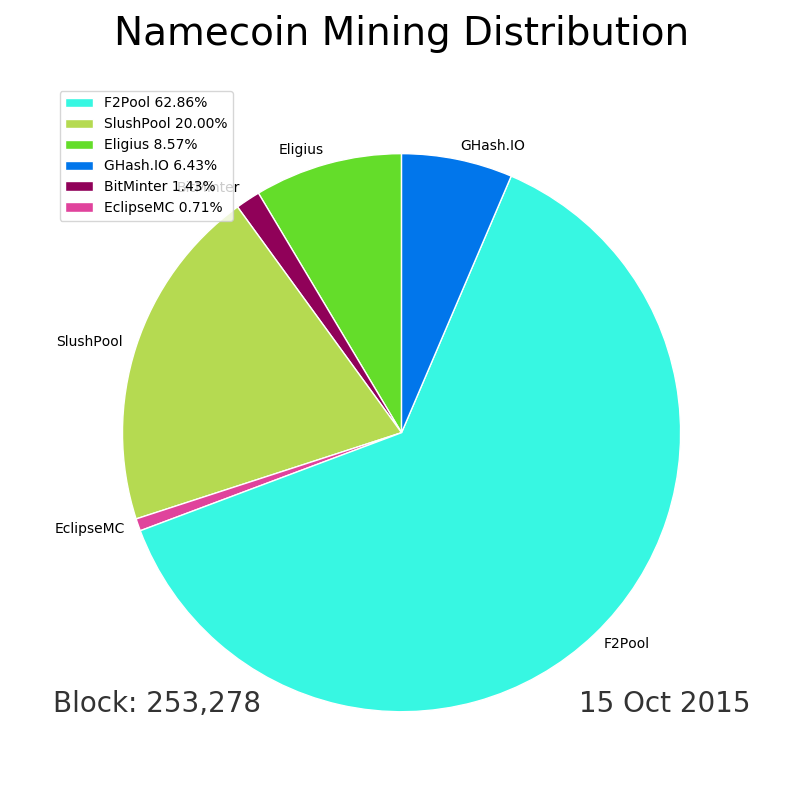 Namecoin Mining Distribution
F2Pool 62.86%
SlushPool 20.00%
Eligius 8.57%
GHash.IO 6.43%
BitMinter 1.43%
EclipseMC 0.71%
GHash.IO
Eligius
BitMinter
SlushPool
EclipseMC
F2Pool
Block: 253,278
15 Oct 2015